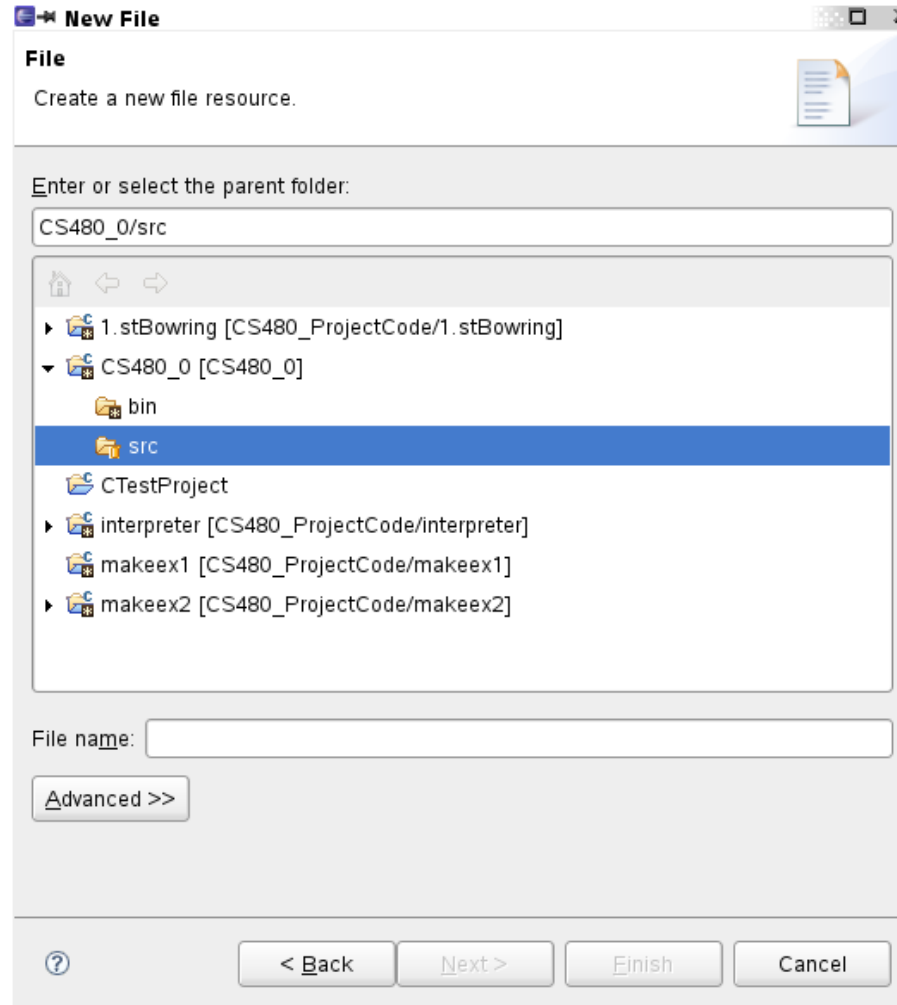 New File
File
Create a new file resource.
Enter or select the parent folder:
CS480_0/src
1.stBowring [CS480_ProjectCode/1.stBowring]
CS480_0 [CS480_0]
bin
src
CTestProject
interpreter [CS480_ProjectCode/interpreter]
makeex1 [CS480_ProjectCode/makeex1]
makeex2 [CS480_ProjectCode/makeex2]
File name:
Advanced >>
< Back Next > Finish Cancel